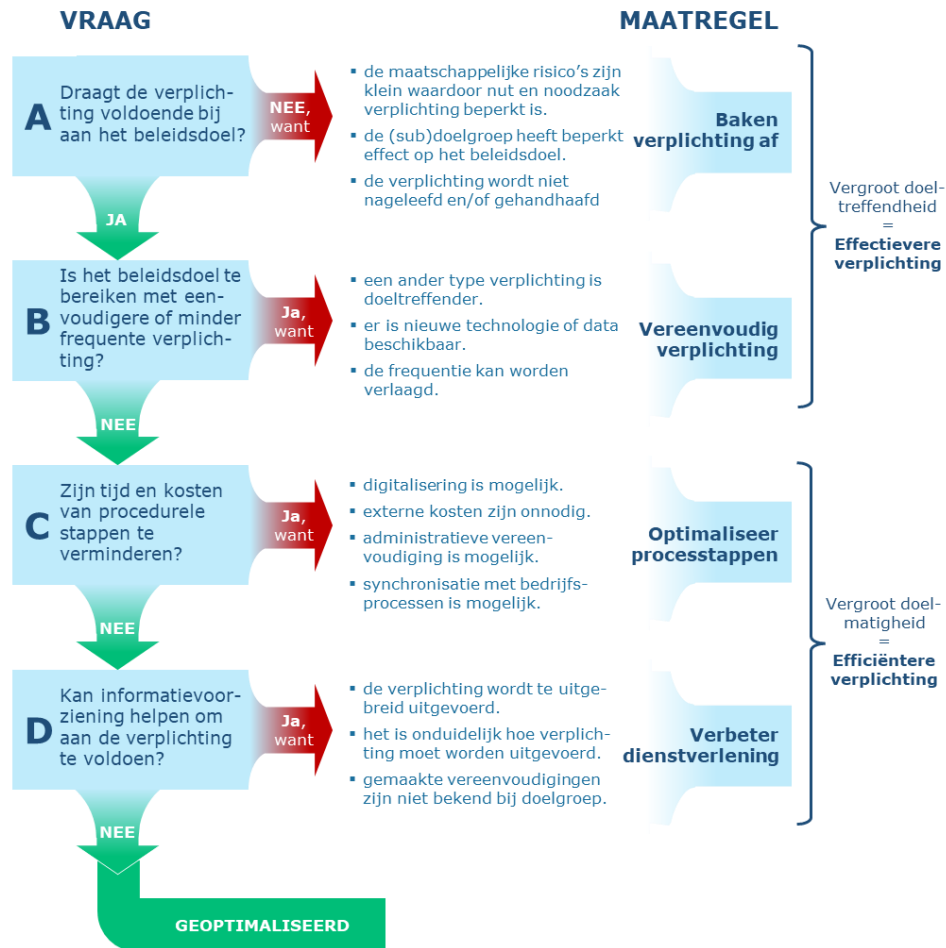 VRAAG
MAATREGEL
A
Draagt de verplich-
ting voldoende bij
aan het beleidsdoel?
NEE,
want
▪ de maatschappelijke risico's zijn
klein waardoor nut en noodzaak
verplichting beperkt is.
▪ de (sub)doelgroep heeft beperkt
effect op het beleidsdoel.
▪ de verplichting wordt niet
nageleefd en/of gehandhaafd
Baken
verplichting af
JA
B
Is het beleidsdoel te
bereiken met een-
voudigere of minder
frequente verplich-
ting?
Ja,
want
▪ een ander type verplichting is
doeltreffender.
▪ er is nieuwe technologie of data
beschikbaar.
▪ de frequentie kan worden
verlaagd.
Vereenvoudig
verplichting
Vergroot doel-
treffendheid
=
Effectievere
verplichting
NEE
C
Zijn tijd en kosten
van procedurele
stappen te
verminderen?
Ja,
want
▪ digitalisering is mogelijk.
▪ externe kosten zijn onnodig.
▪ administratieve vereen-
voudiging is mogelijk.
▪ synchronisatie met bedrijfs-
processen is mogelijk.
Optimaliseer
processtappen
NEE
D
Kan informatievoor-
ziening helpen om
aan de verplichting
te voldoen?
Ja,
want
▪ de verplichting wordt te uitge-
breid uitgevoerd.
▪ het is onduidelijk hoe verplich-
ting moet worden uitgevoerd.
▪ gemaakte vereenvoudigingen
zijn niet bekend bij doelgroep.
Verbeter
dienstverlening
Vergroot doel-
matigheid
=
Efficiëntere
verplichting
NEE
GEOPTIMALISEERD